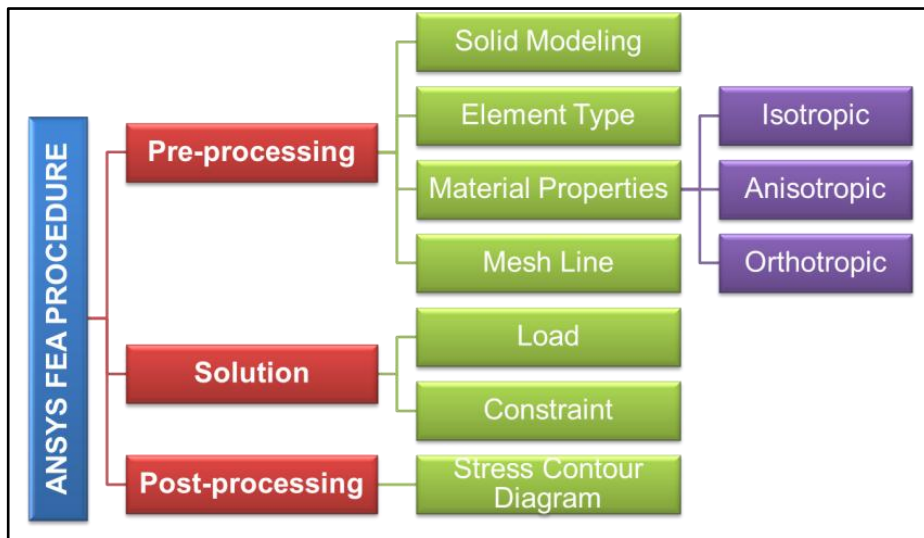 ANSYS FEA PROCEDURE
Pre-processing
Solid Modeling
Element Type
Material Properties
Isotropic
Anisotropic
Orthotropic
Mesh Line
Solution
Load
Constraint
Post-processing
Stress Contour
Diagram